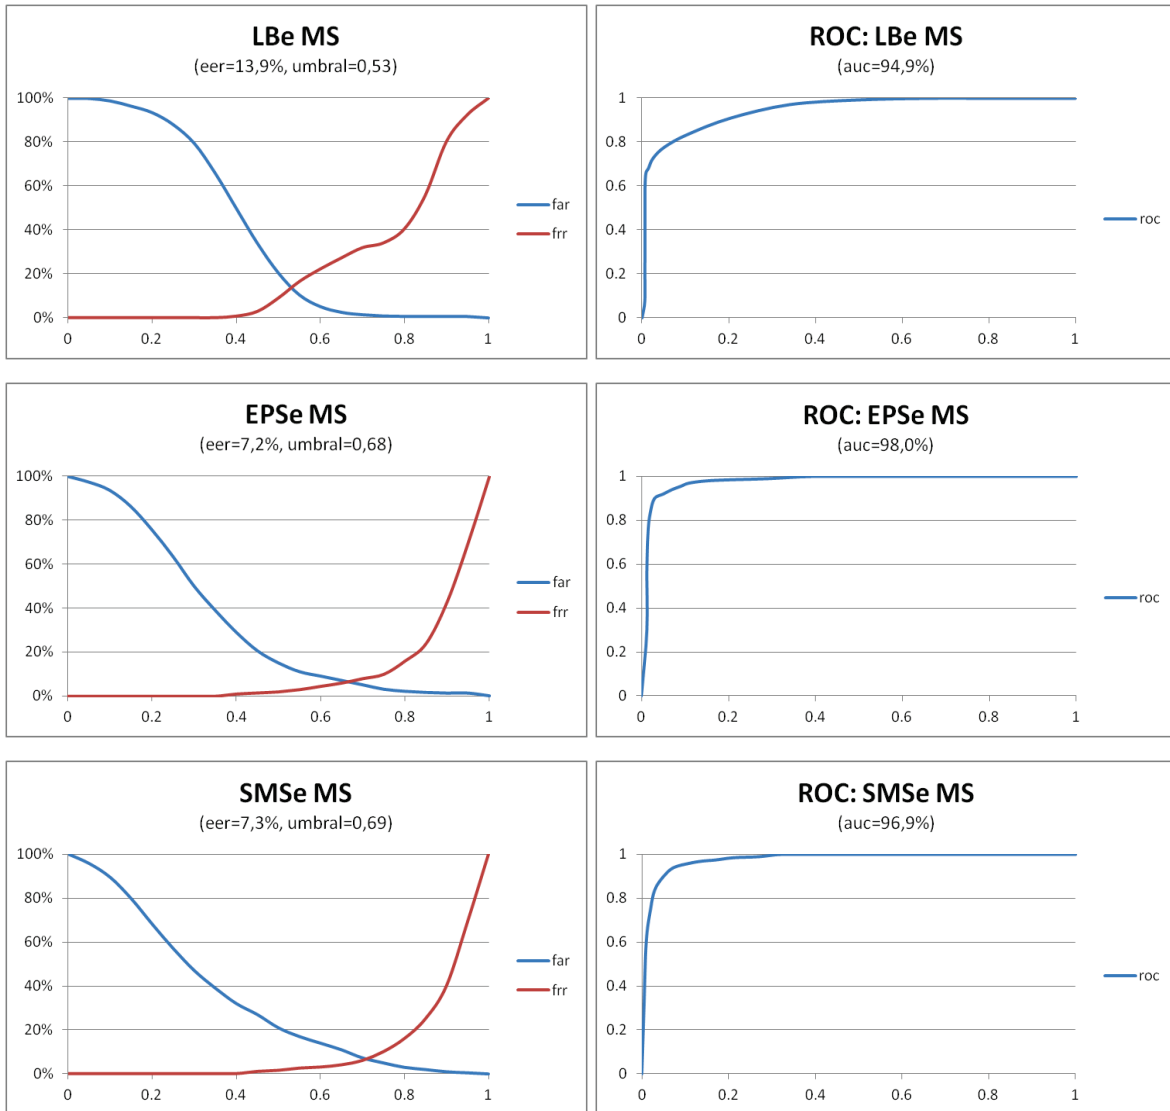 LBe MS
(eer=13,9%, umbral=0,53)
100%
80%
60%
40%
20%
0%
0 0.2 0.4 0.6 0.8 1
far
frr
ROC: LBe MS
(auc=94,9%)
1
0.8
0.6
0.4
0.2
0
0 0.2 0.4 0.6 0.8 1
roc
EPSe MS
(eer=7,2%, umbral=0,68)
100%
80%
60%
40%
20%
0%
0 0.2 0.4 0.6 0.8 1
far
frr
ROC: EPSe MS
(auc=98,0%)
1
0.8
0.6
0.4
0.2
0
0 0.2 0.4 0.6 0.8 1
roc
SMSe MS
(eer=7,3%, umbral=0,69)
100%
80%
60%
40%
20%
0%
0 0.2 0.4 0.6 0.8 1
far
frr
ROC: SMSe MS
(auc=96,9%)
1
0.8
0.6
0.4
0.2
0
0 0.2 0.4 0.6 0.8 1
roc